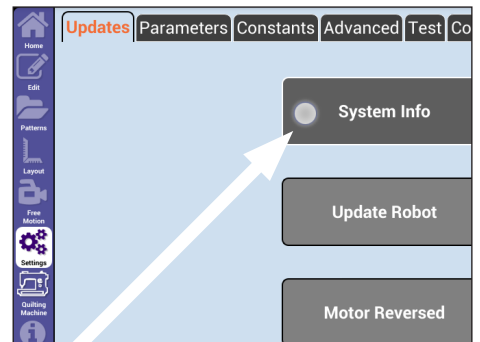 Updates Parameters Constants Advanced Test Co
Home
Edit
Patterns
Layout
Free
Motion
Settings
Quilting
Machine
System Info
Update Robot
Motor Reversed